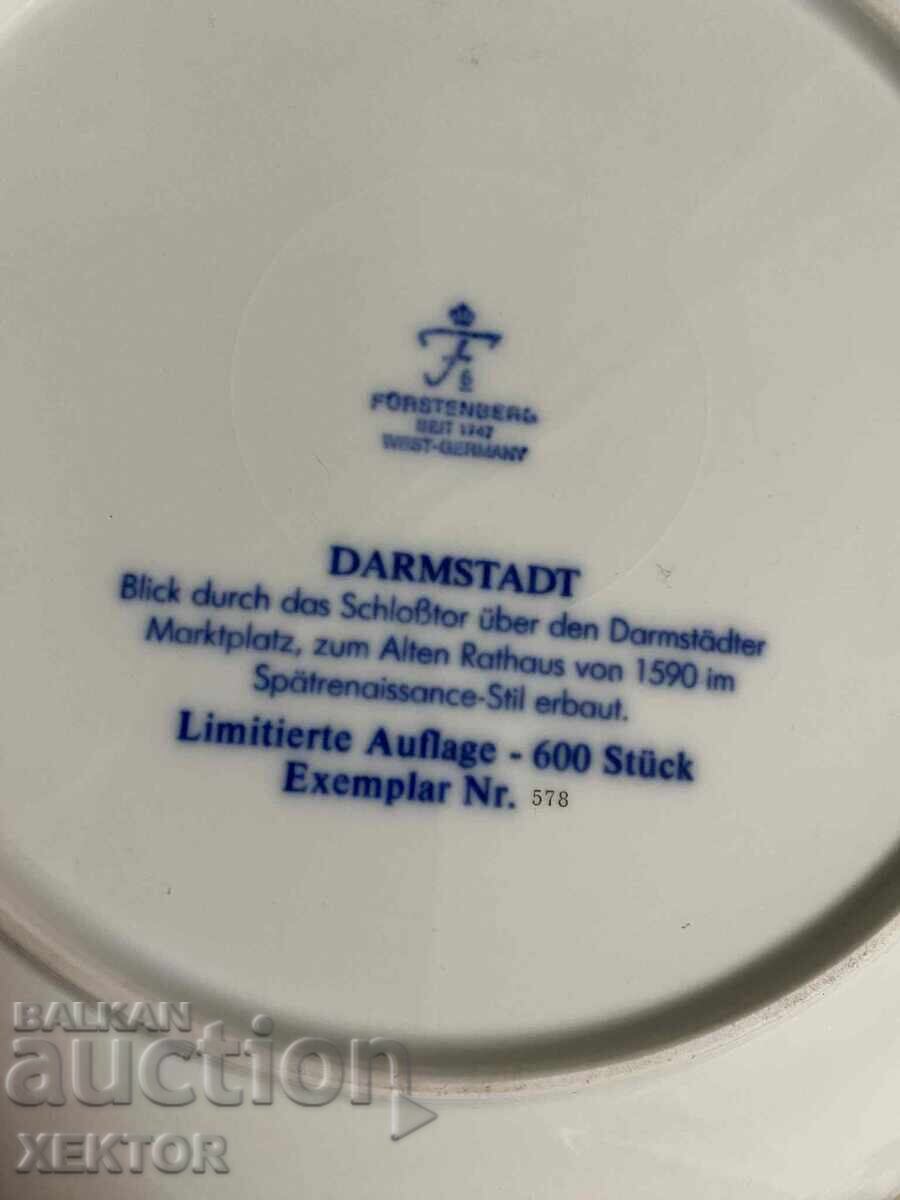 FÜRSTENBERG
SEIT 1747
WEST-GERMANY
DARMSTADT
Blick durch das Schloßtor über den Darmstädter
Marktplatz, zum Alten Rathaus von 1590 im
Spätrenaissance-Stil erbaut.
Limitierte Auflage - 600 Stück
Exemplar Nr. 578
BALKAN
auction
XEKTOR